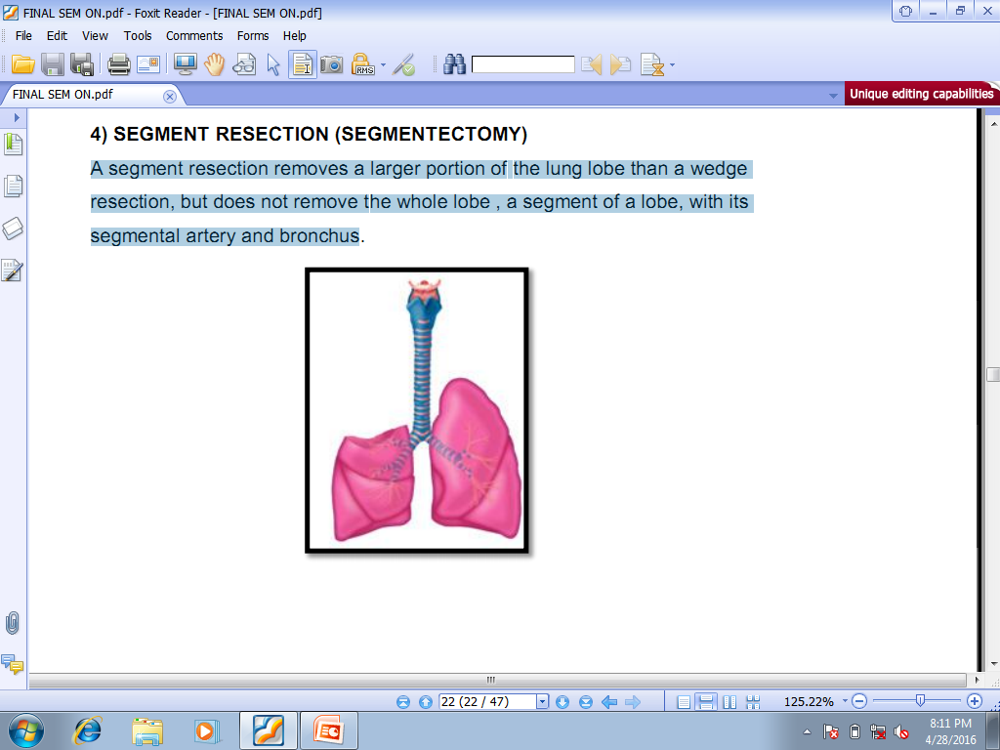 FINAL SEM ON.pdf - Foxit Reader - [FINAL SEM ON.pdf]
File Edit View Tools Comments Forms Help
RMS
FINAL SEM ON.pdf
Unique editing capabilities
4) SEGMENT RESECTION (SEGMENTECTOMY)
A segment resection removes a larger portion of the lung lobe than a wedge
resection, but does not remove the whole lobe , a segment of a lobe, with its
segmental artery and bronchus.
22 (22 / 47)
125.22%
8:11 PM
4/28/2016